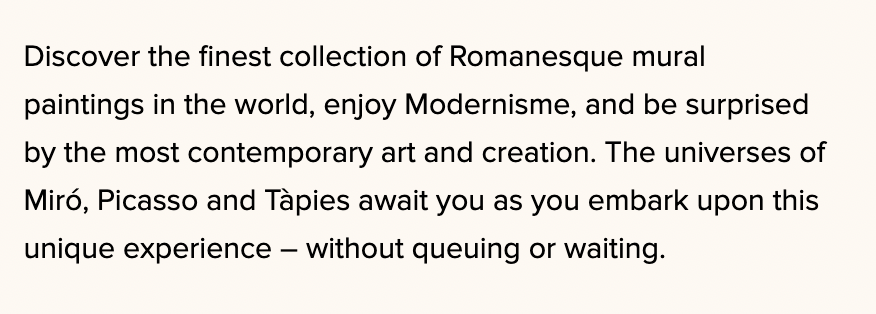 Discover the finest collection of Romanesque mural
paintings in the world, enjoy Modernisme, and be surprised
by the most contemporary art and creation. The universes of
Miró, Picasso and Tàpies await you as you embark upon this
unique experience – without queuing or waiting.